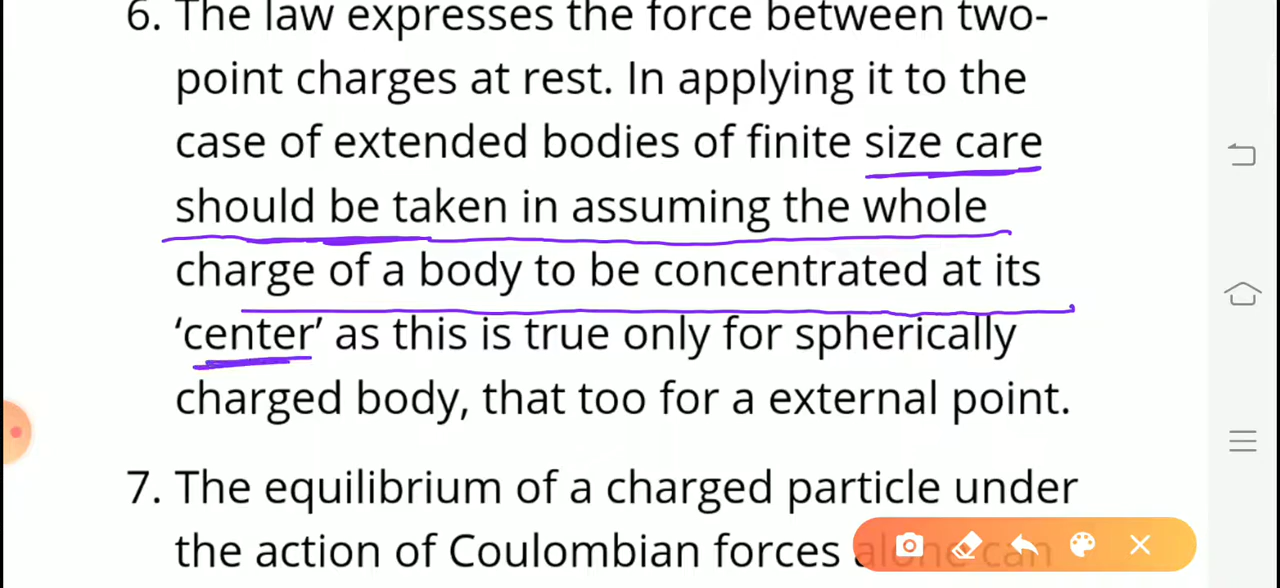 6. The law expresses the force between two-
point charges at rest. In applying it to the
case of extended bodies of finite size care
should be taken in assuming the whole
charge of a body to be concentrated at its
‘center’ as this is true only for spherically
charged body, that too for a external point.
7. The equilibrium of a charged particle under
the action of Coulombian forces alone can